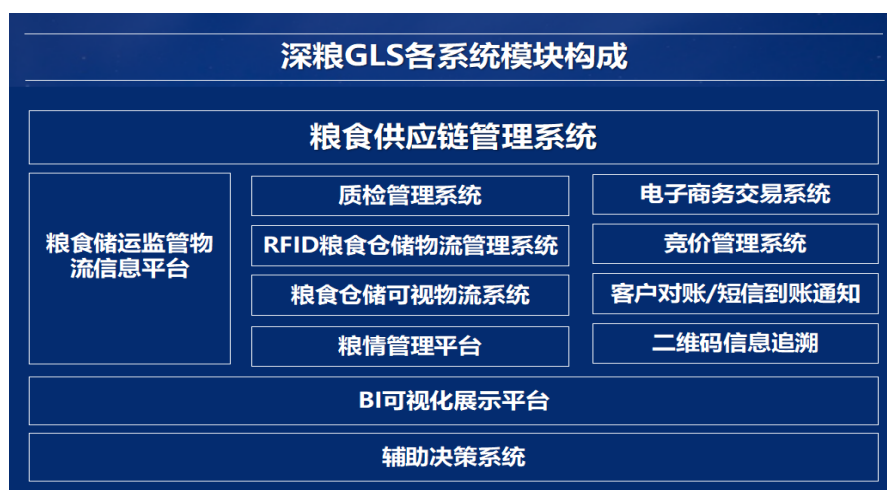 深粮GLS各系统模块构成
粮食供应链管理系统
粮食储运监管物
流信息平台
质检管理系统
RFID粮食仓储物流管理系统
粮食仓储可视物流系统
粮情管理平台
电子商务交易系统
竞价管理系统
客户对账/短信到账通知
二维码信息追溯
BI可视化展示平台
辅助决策系统